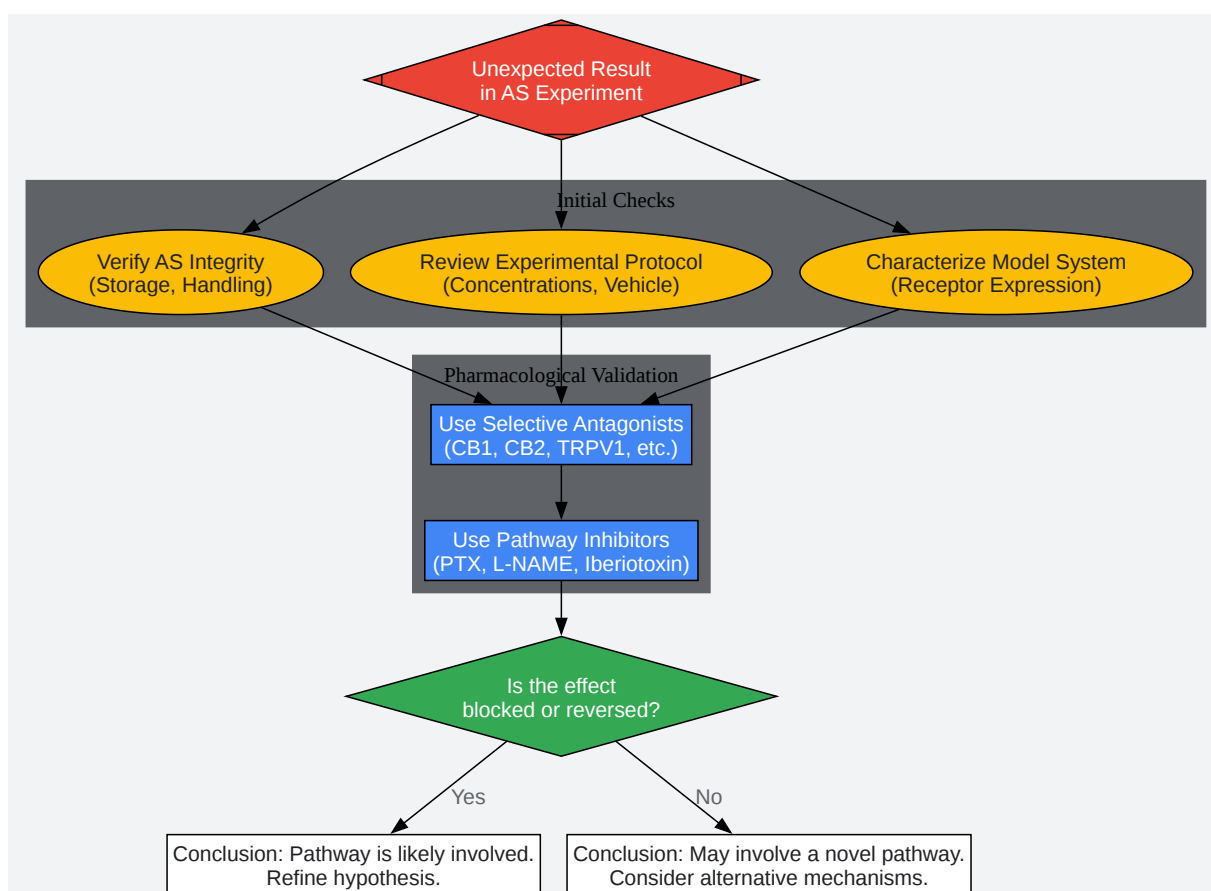 Unexpected Result
in AS Experiment
Initial Checks
Verify AS Integrity
(Storage, Handling)
Review Experimental Protocol
(Concentrations, Vehicle)
Characterize Model System
(Receptor Expression)
Pharmacological Validation
Use Selective Antagonists
(CB1, CB2, TRPV1, etc.)
Use Pathway Inhibitors
(PTX, L-NAME, Iberiotoxin)
Is the effect
blocked or reversed?
Yes
No
Conclusion: Pathway is likely involved.
Refine hypothesis.
Conclusion: May involve a novel pathway.
Consider alternative mechanisms.